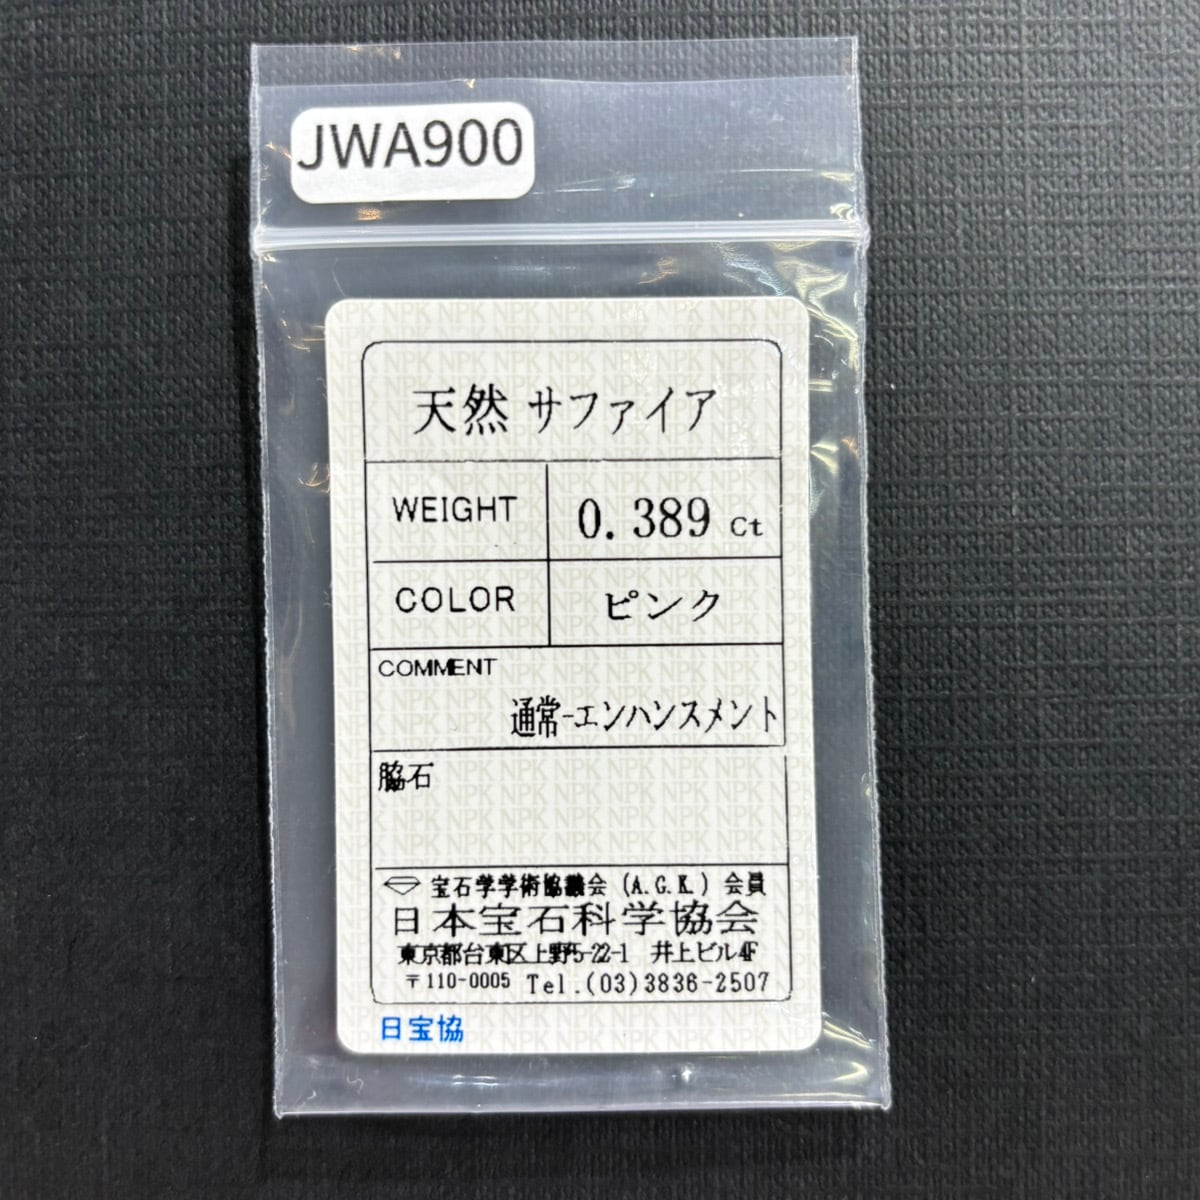 JWA900
天然 サファイア
WEIGHT 0.389 Ct
COLOR ピンク
COMMENT
通常-エンハンスメント
脇石
宝石学学術協議会 (A.G.K.) 会員
日本宝石科学協会
東京都台東区上野5-22-1 井上ビル4F
〒110-0005 Tel.(03)3836-2507
日宝協